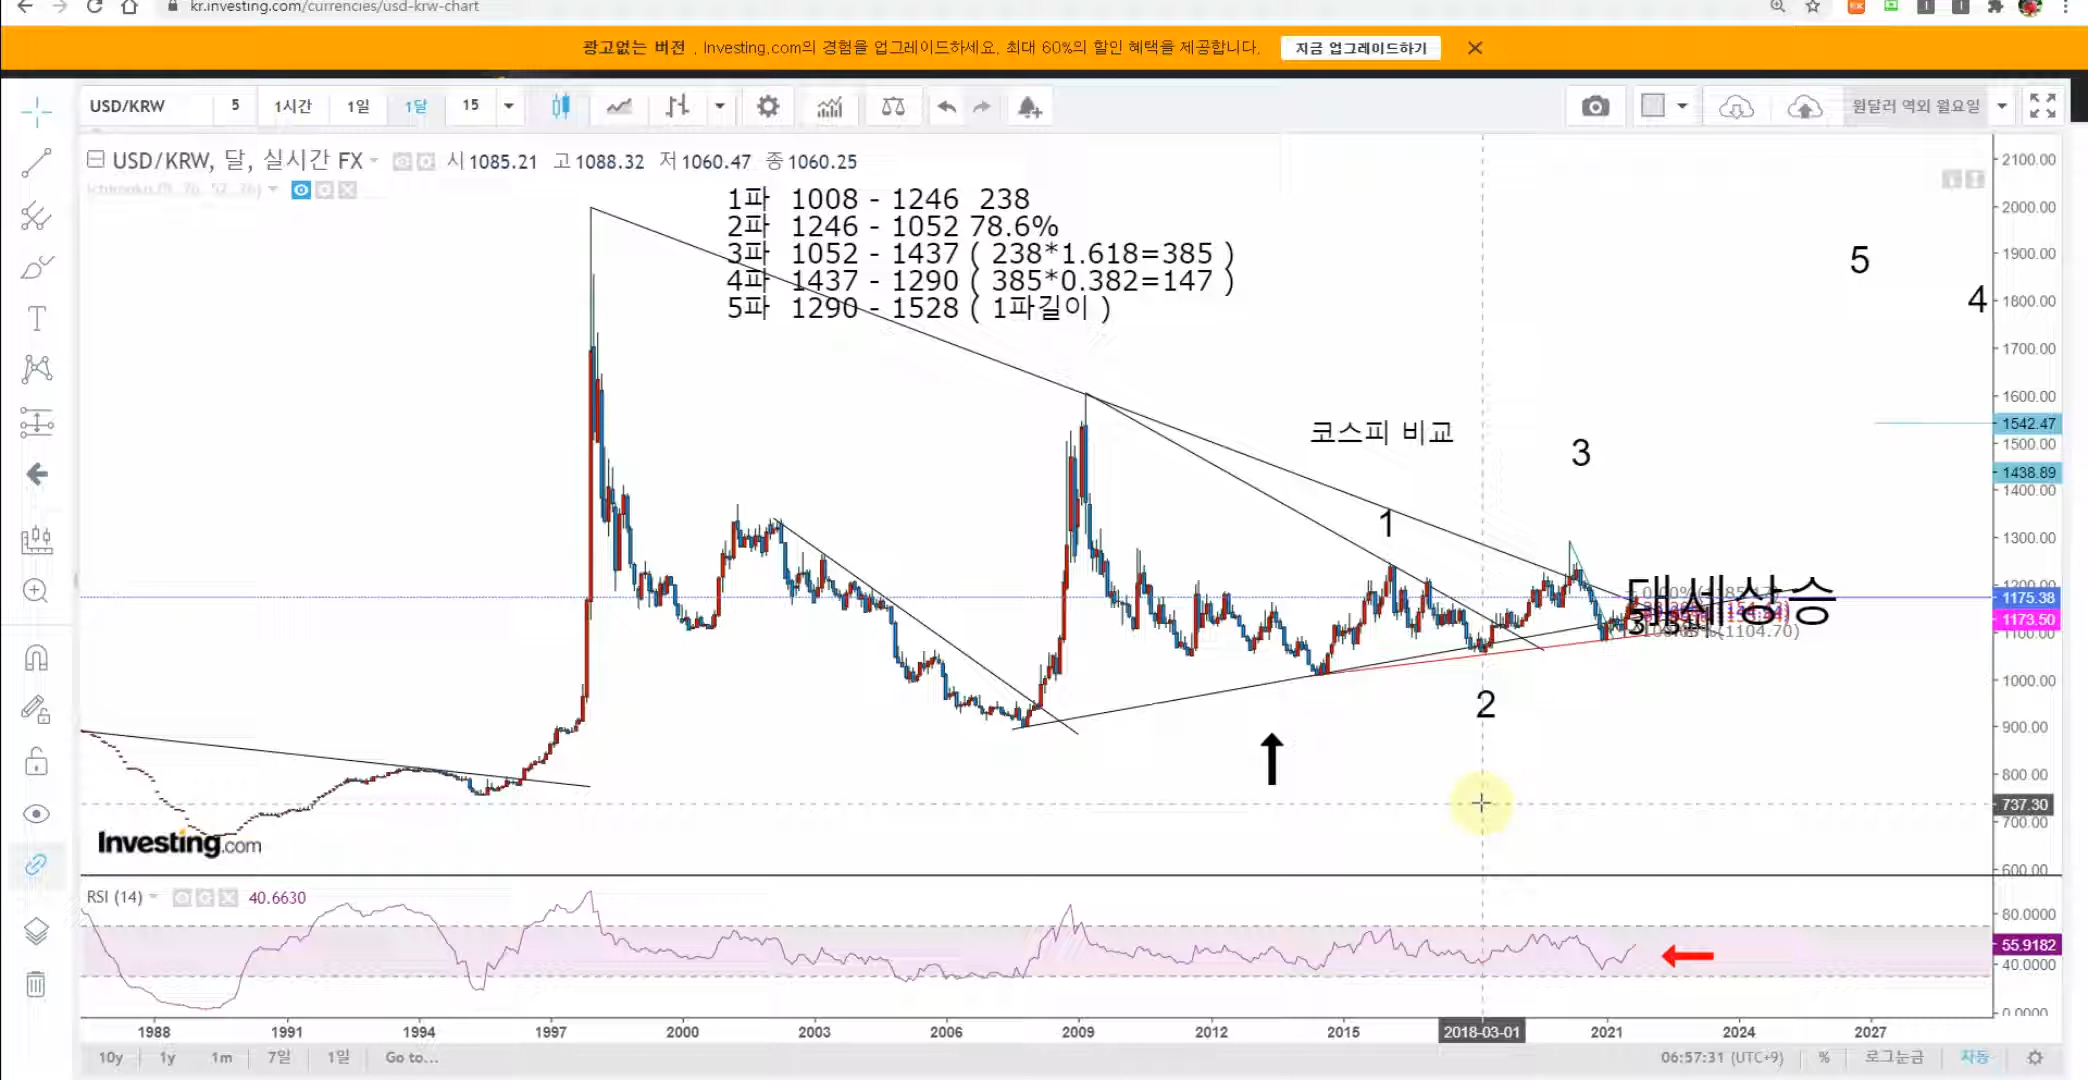 kr.investing.com/currencies/usd-krw-chart
광고없는 버전 . Investing.com의 경험을 업그레이드하세요. 최대 60%의 할인 혜택을 제공합니다. 지금 업그레이드하기
USD/KRW 5 1시간 1일 1달 15 원달러 역외 월요일
USD/KRW, 달, 실시간 FX 시 1085.21 고 1088.32 저 1060.47 종 1060.25
1파 1008 - 1246 238
2파 1246 - 1052 78.6%
3파 1052 - 1437 ( 238*1.618=385 )
4파 1437 - 1290 ( 385*0.382=147 )
5파 1290 - 1528 ( 1파길이 )
2100.00
2000.00
1900.00
1800.00
1700.00
1600.00
1542.47
1500.00
1438.89
1400.00
1300.00
1175.38
1173.50
1000.00
900.00
800.00
737.30
700.00
600.00
5
4
코스피 비교
3
1
대세상승
(1104.70)
2
Investing.com
RSI (14) 40.6630
80.0000
55.9182
40.0000
0.0000
1988 1991 1994 1997 2000 2003 2006 2009 2012 2015 2018-03-01 2021 2024 2027
10y 1y 1m 7일 1일 Go to... 06:57:31 (UTC+9) % 로그눈금 자동